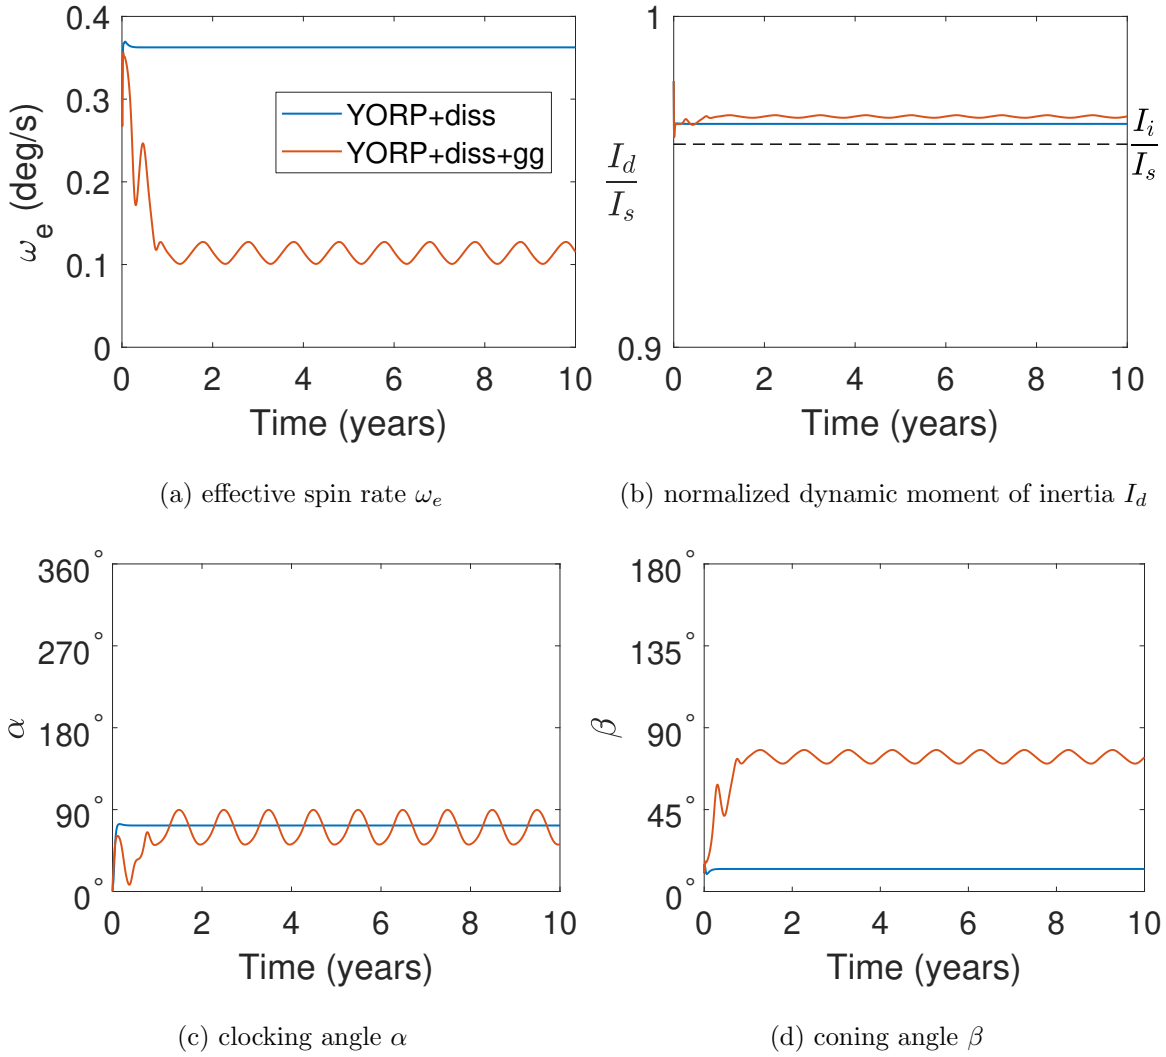 0.4
0.3
0.2
0.1
0
ω_e (deg/s)
YORP+diss
YORP+diss+gg
0 2 4 6 8 10
Time (years)
(a) effective spin rate ω_e
1
0.9
I_d
I_s
I_i
I_s
0 2 4 6 8 10
Time (years)
(b) normalized dynamic moment of inertia I_d
360°
270°
180°
90°
0°
α
0 2 4 6 8 10
Time (years)
(c) clocking angle α
180°
135°
90°
45°
0°
β
0 2 4 6 8 10
Time (years)
(d) coning angle β